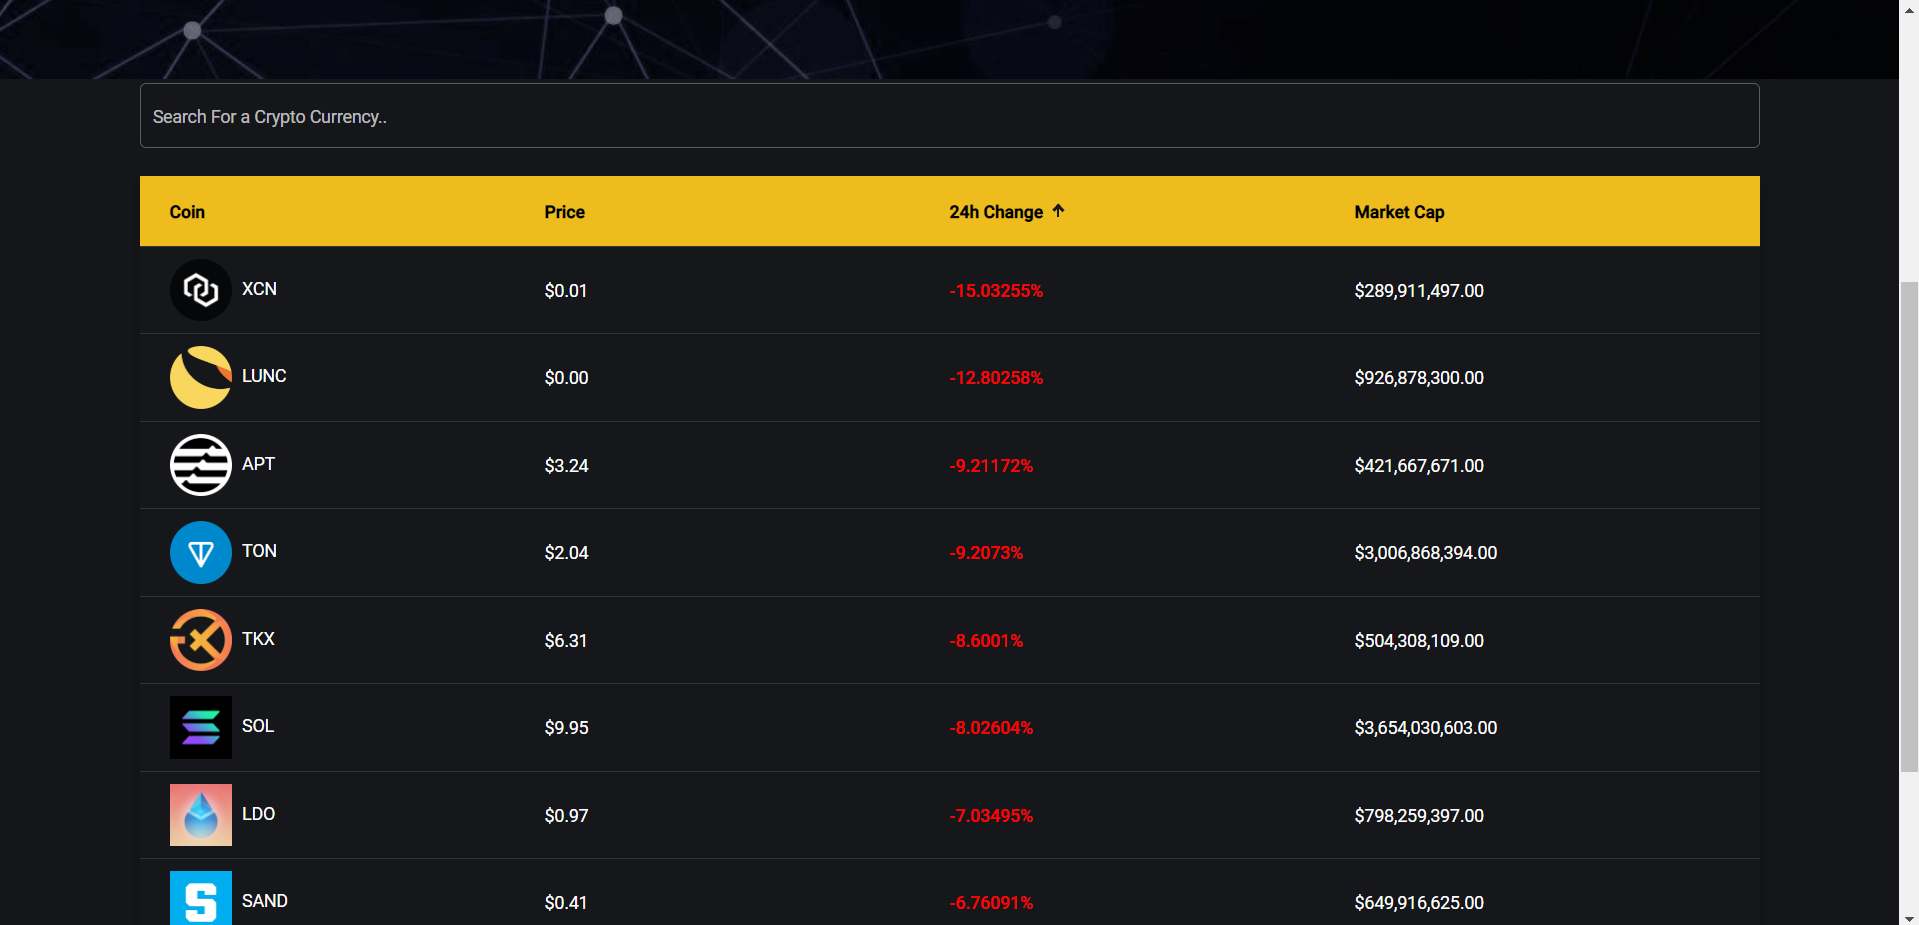 Search For a Crypto Currency..
Coin Price 24h Change ↑ Market Cap
XCN $0.01 -15.03255% $289,911,497.00
LUNC $0.00 -12.80258% $926,878,300.00
APT $3.24 -9.21172% $421,667,671.00
TON $2.04 -9.2073% $3,006,868,394.00
TKX $6.31 -8.6001% $504,308,109.00
SOL $9.95 -8.02604% $3,654,030,603.00
LDO $0.97 -7.03495% $798,259,397.00
SAND $0.41 -6.76091% $649,916,625.00